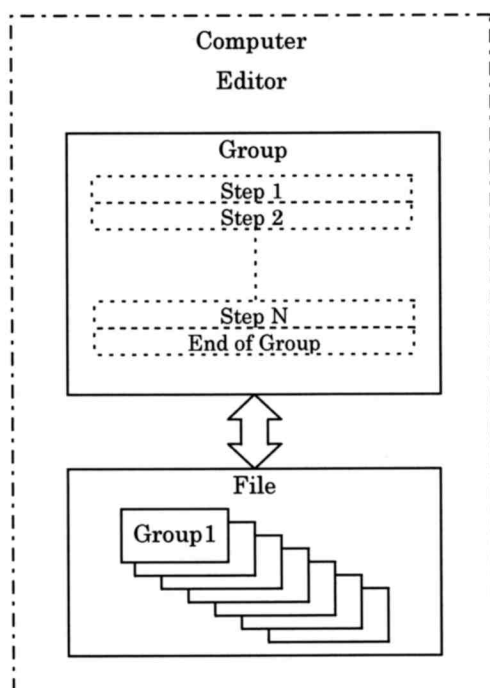 Computer
Editor
Group
Step 1
Step 2
Step N
End of Group
File
Group1